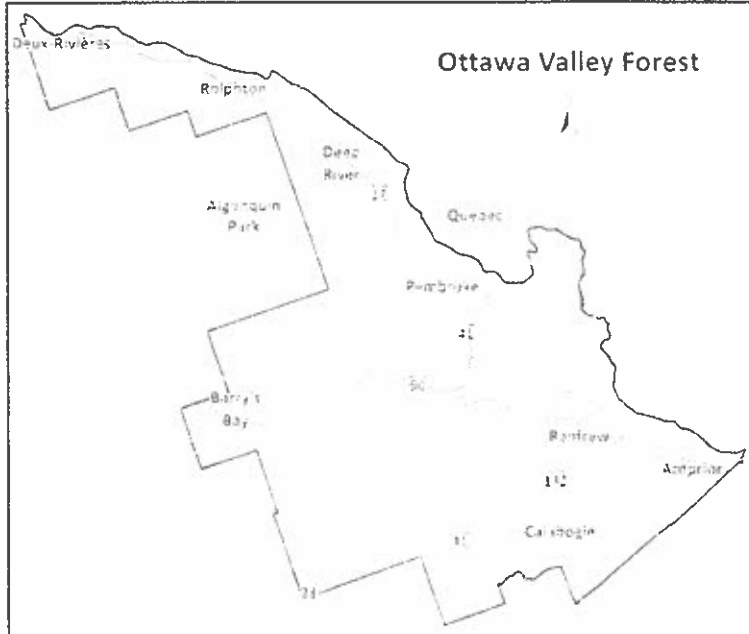 Ottawa Valley Forest
Deux-Rivières
Rolphton
Deep
River
Algonquin
Park
Quebec
Pembroke
Barry's
Bay
Renfrew
Arnprior
Calabogie